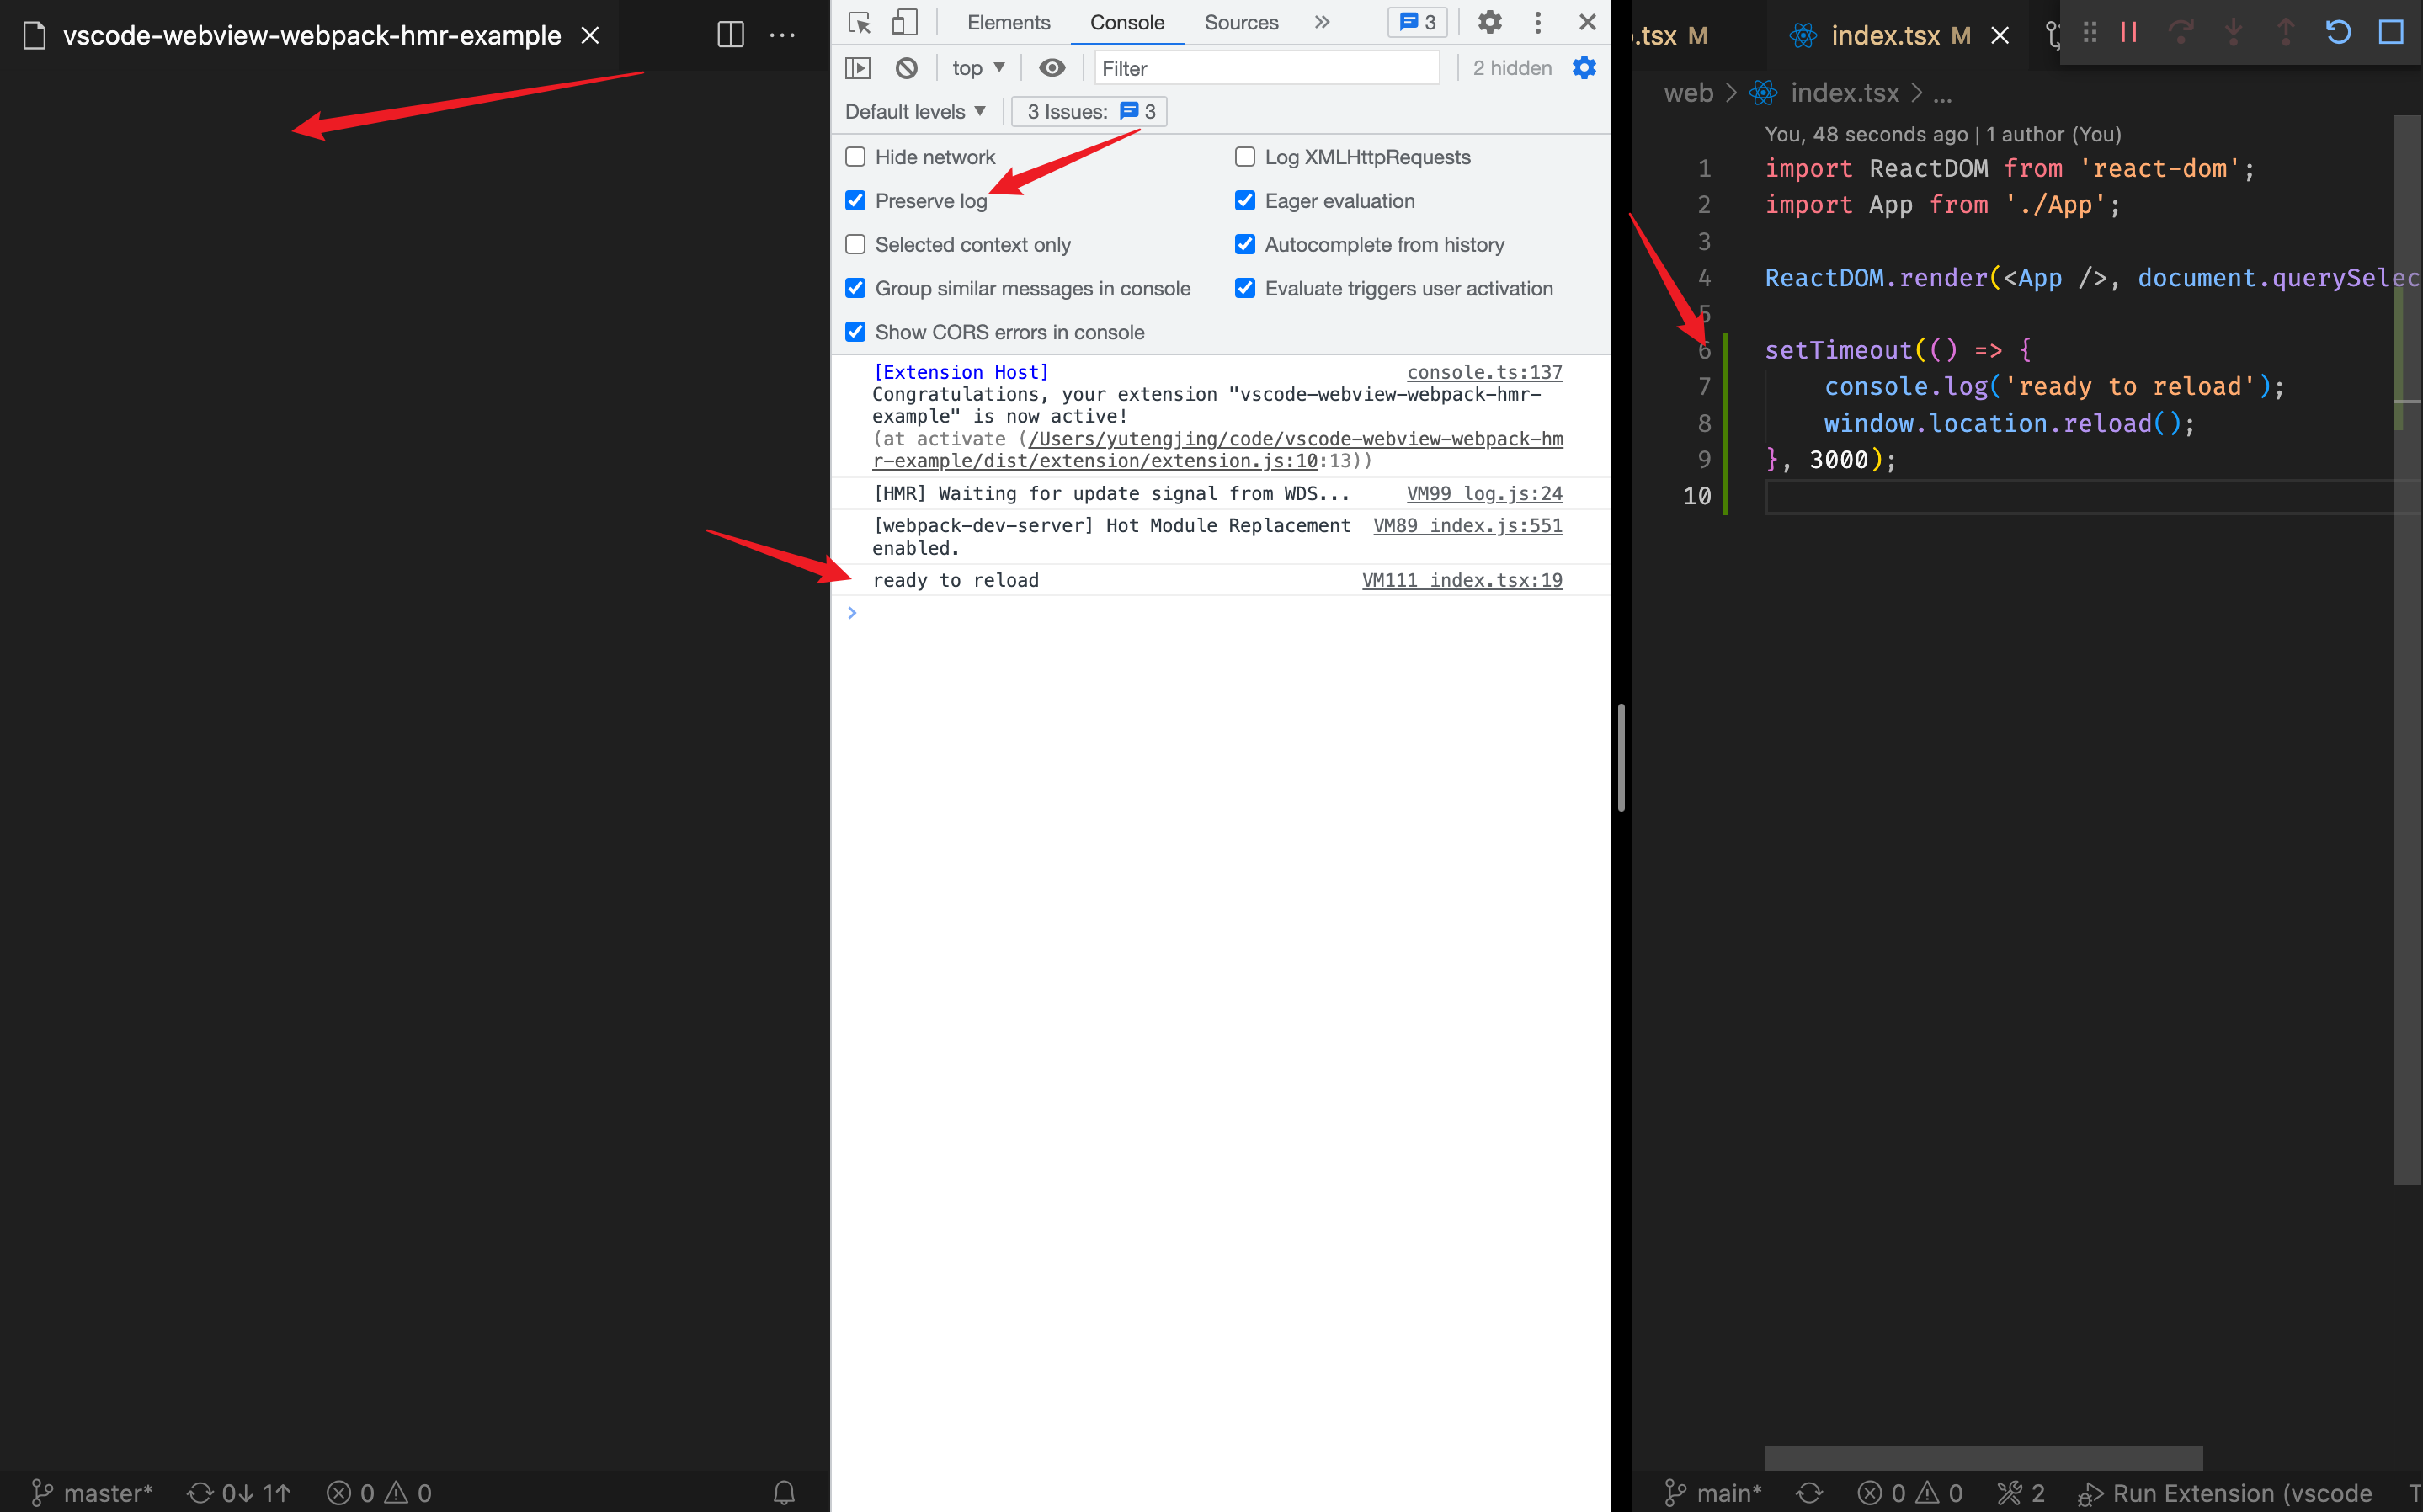 vscode-webview-webpack-hmr-example
master* 0↓ 1↑ 0 0
Elements Console Sources 3
top Filter 2 hidden
Default levels 3 Issues: 3
Hide network Log XMLHttpRequests
Preserve log Eager evaluation
Selected context only Autocomplete from history
Group similar messages in console Evaluate triggers user activation
Show CORS errors in console
[Extension Host] console.ts:137
Congratulations, your extension "vscode-webview-webpack-hmr-
example" is now active!
(at activate (/Users/yutengjing/code/vscode-webview-webpack-hm
r-example/dist/extension/extension.js:10:13))
[HMR] Waiting for update signal from WDS... VM99 log.js:24
[webpack-dev-server] Hot Module Replacement VM89 index.js:551
enabled.
ready to reload VM111 index.tsx:19
>
.tsx M index.tsx M
web > index.tsx > ...
You, 48 seconds ago | 1 author (You)
1 import ReactDOM from 'react-dom';
2 import App from './App';
3
4 ReactDOM.render(<App />, document.querySelec
5
6 setTimeout(() => {
7 console.log('ready to reload');
8 window.location.reload();
9 }, 3000);
10
main* 0 0 2 Run Extension (vscode